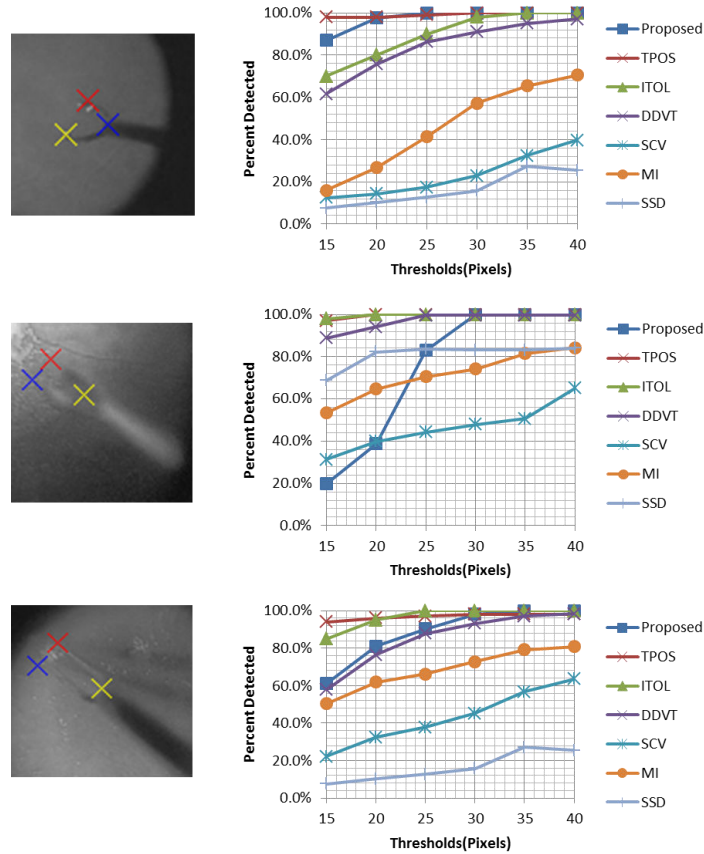 100.0%
80.0%
60.0%
40.0%
20.0%
0.0%
Percent Detected
15 20 25 30 35 40
Thresholds(Pixels)
Proposed
TPOS
ITOL
DDVT
SCV
MI
SSD
100.0%
80.0%
60.0%
40.0%
20.0%
0.0%
Percent Detected
15 20 25 30 35 40
Thresholds(Pixels)
Proposed
TPOS
ITOL
DDVT
SCV
MI
SSD
100.0%
80.0%
60.0%
40.0%
20.0%
0.0%
Percent Detected
15 20 25 30 35 40
Thresholds(Pixels)
Proposed
TPOS
ITOL
DDVT
SCV
MI
SSD